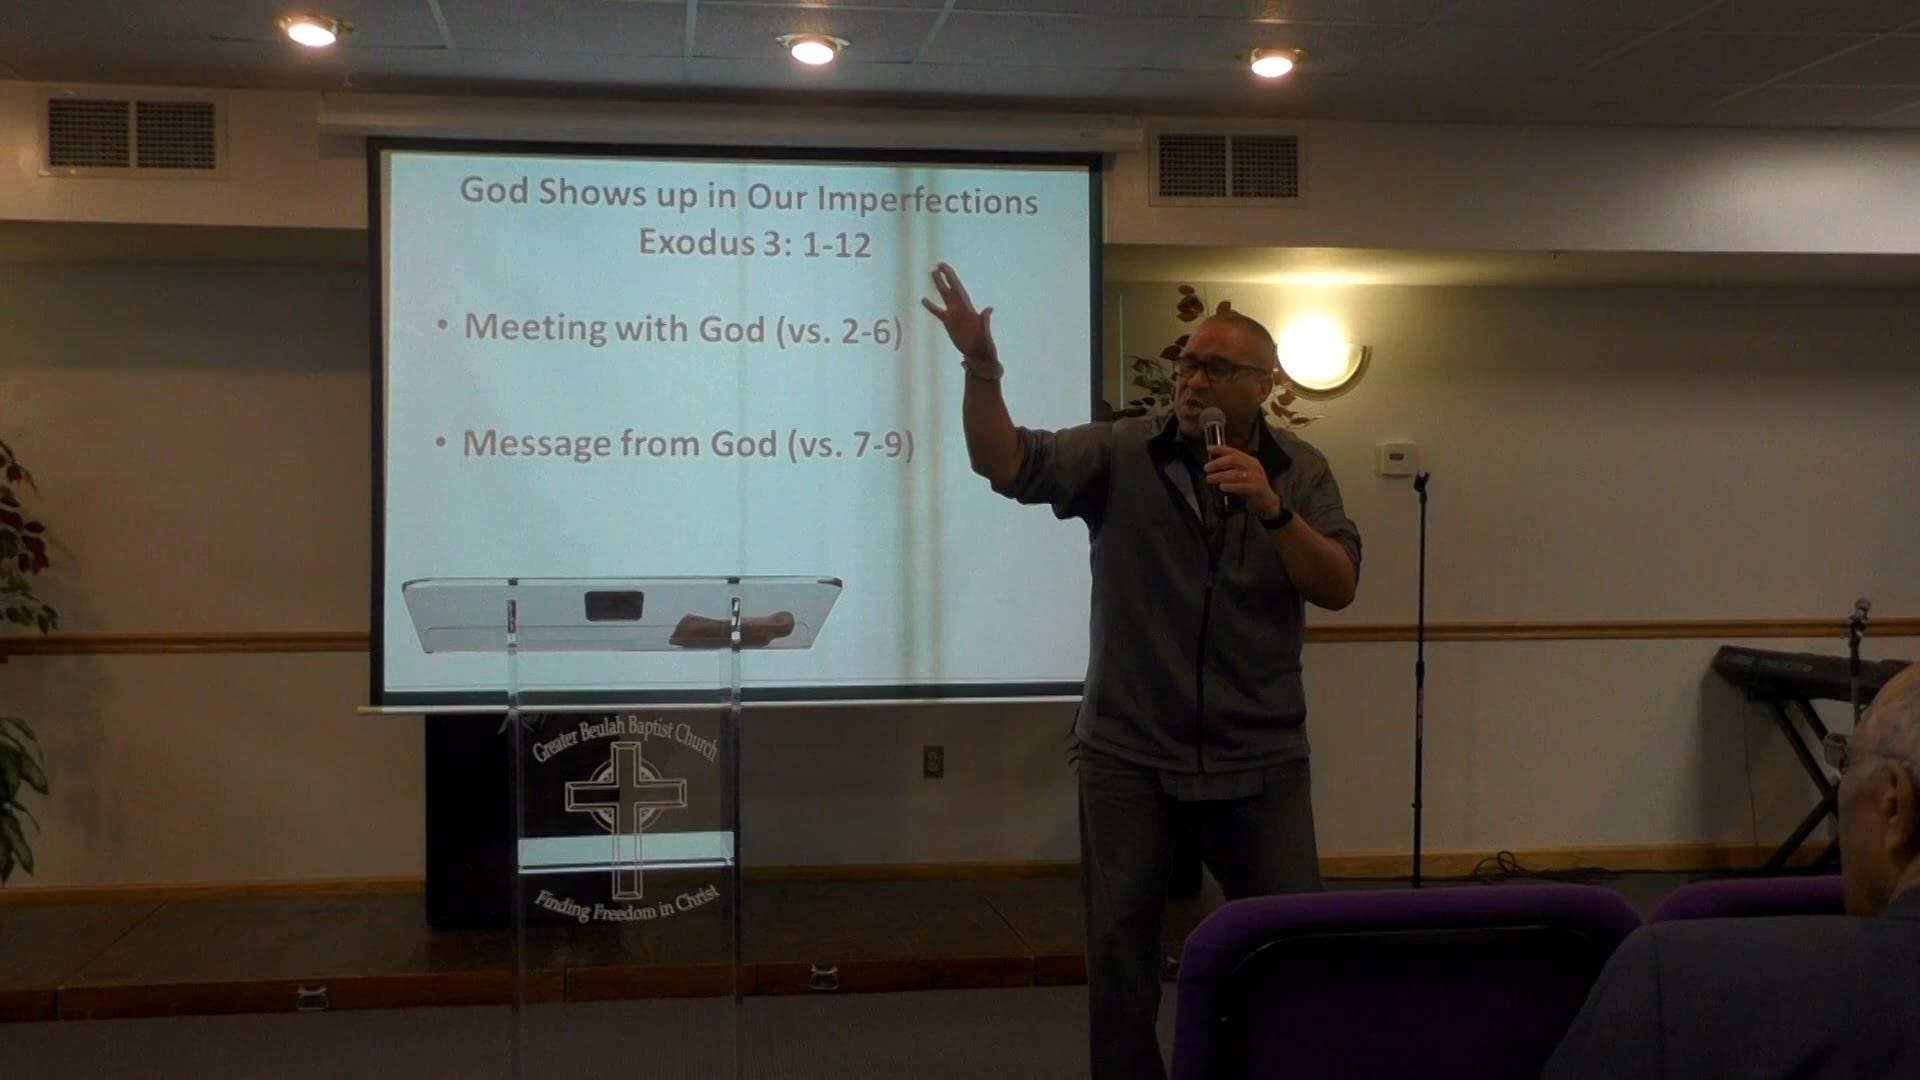 God Shows up in Our Imperfections
Exodus 3: 1-12
• Meeting with God (vs. 2-6)
• Message from God (vs. 7-9)
Greater Beulah Baptist Church
Finding Freedom in Christ